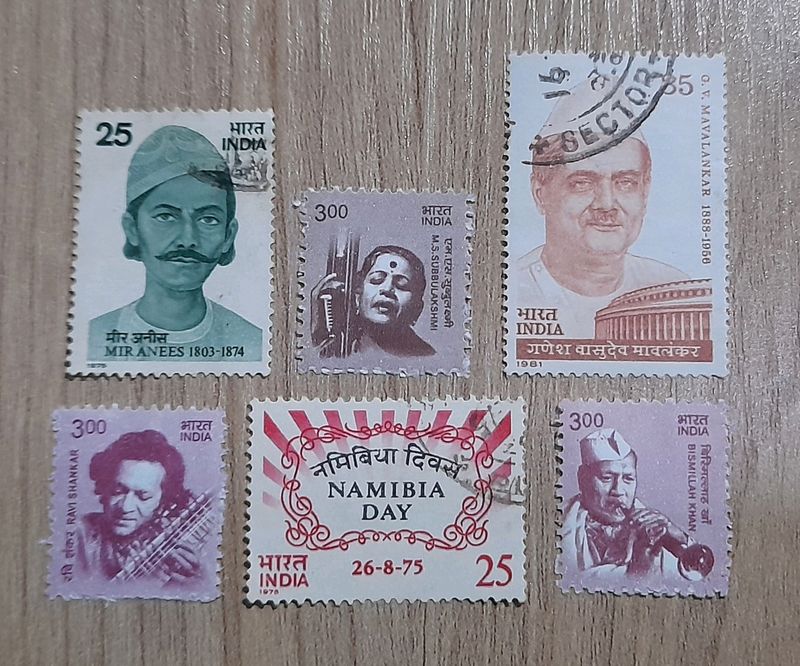 25
भारत
INDIA
मीर अनीस
MIR ANEES 1803-1874
1975
3.00
भारत
INDIA
एम एस सुब्बुलक्ष्मी
M.S.SUBBULAKSHMI
SECTOR
35
G.V. MAVALANKAR 1888-1956
भारत
INDIA
गणेश वासुदेव मावलंकर
1981
3.00
भारत
INDIA
रवि शंकर RAVI SHANKAR
नमिबिया दिवस
NAMIBIA
DAY
भारत
INDIA
26-8-75
25
1975
3.00
भारत
INDIA
बिस्मिल्लाह खाँ
BISMILLAH KHAN